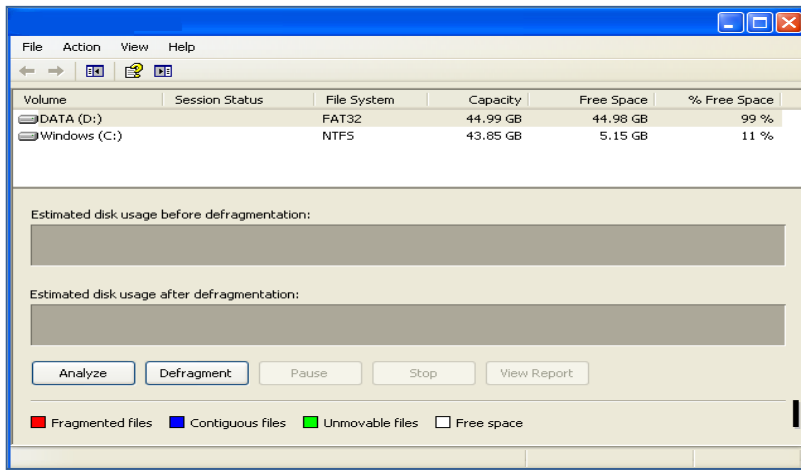 File Action View Help
Volume Session Status File System Capacity Free Space % Free Space
DATA (D:) FAT32 44.99 GB 44.98 GB 99 %
Windows (C:) NTFS 43.85 GB 5.15 GB 11 %
Estimated disk usage before defragmentation:
Estimated disk usage after defragmentation:
Analyze Defragment Pause Stop View Report
Fragmented files Contiguous files Unmovable files Free space